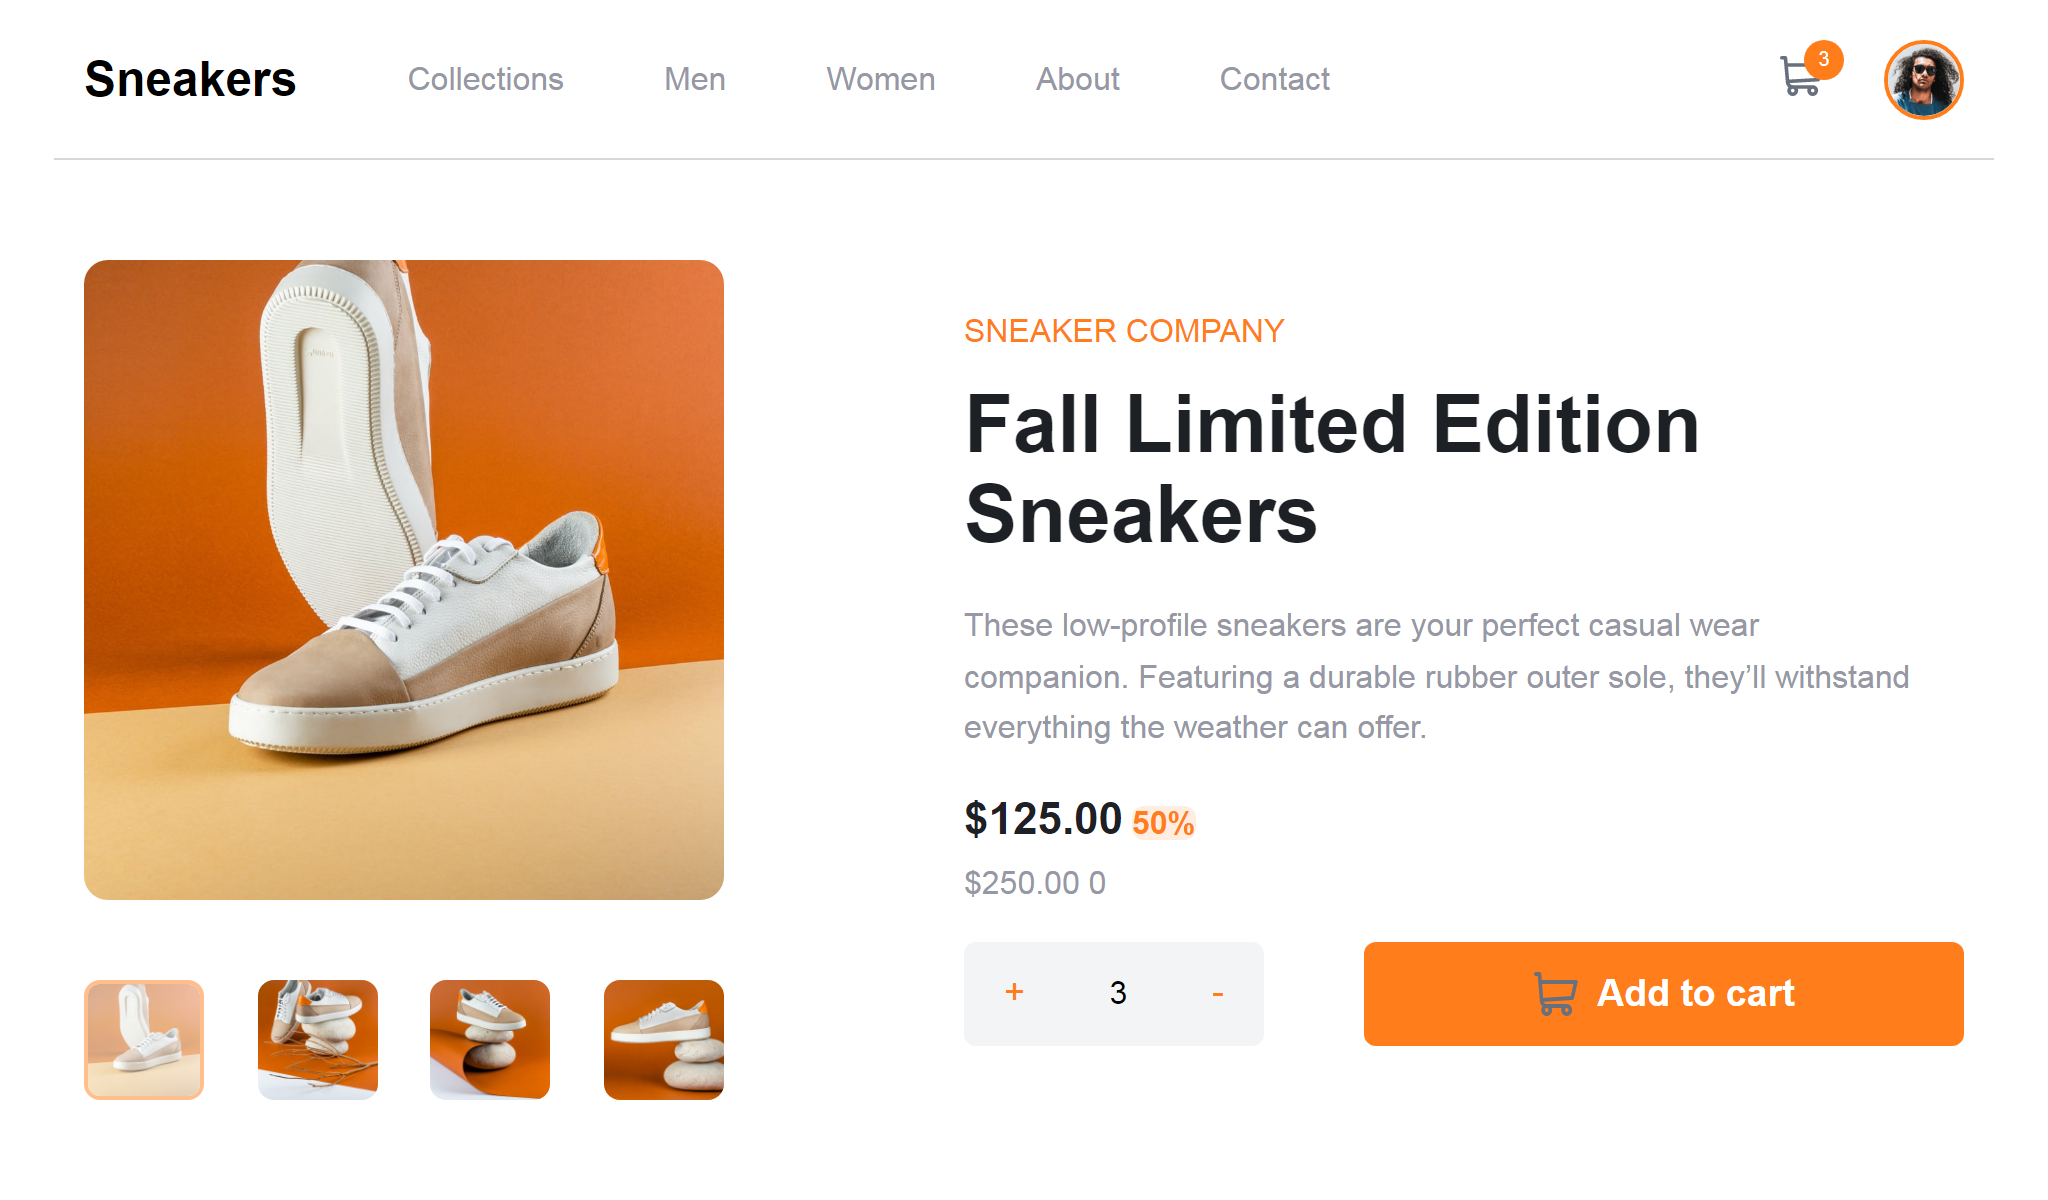 Sneakers
Collections
Men
Women
About
Contact
3
SNEAKER COMPANY
Fall Limited Edition
Sneakers
These low-profile sneakers are your perfect casual wear
companion. Featuring a durable rubber outer sole, they’ll withstand
everything the weather can offer.
$125.00 50%
$250.00 0
+ 3 -
Add to cart